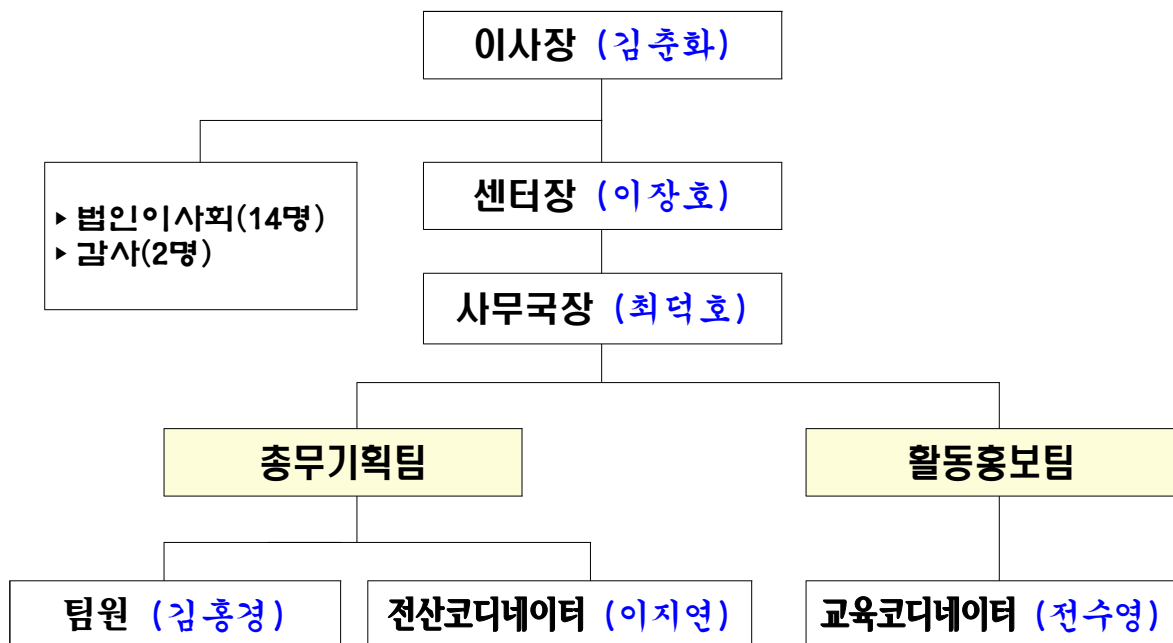 이사장 (김춘화)
▸ 법인이사회(14명)
▸ 감사(2명)
센터장 (이장호)
사무국장 (최덕호)
총무기획팀
활동홍보팀
팀원 (김홍경)
전산코디네이터 (이지연)
교육코디네이터 (전수영)